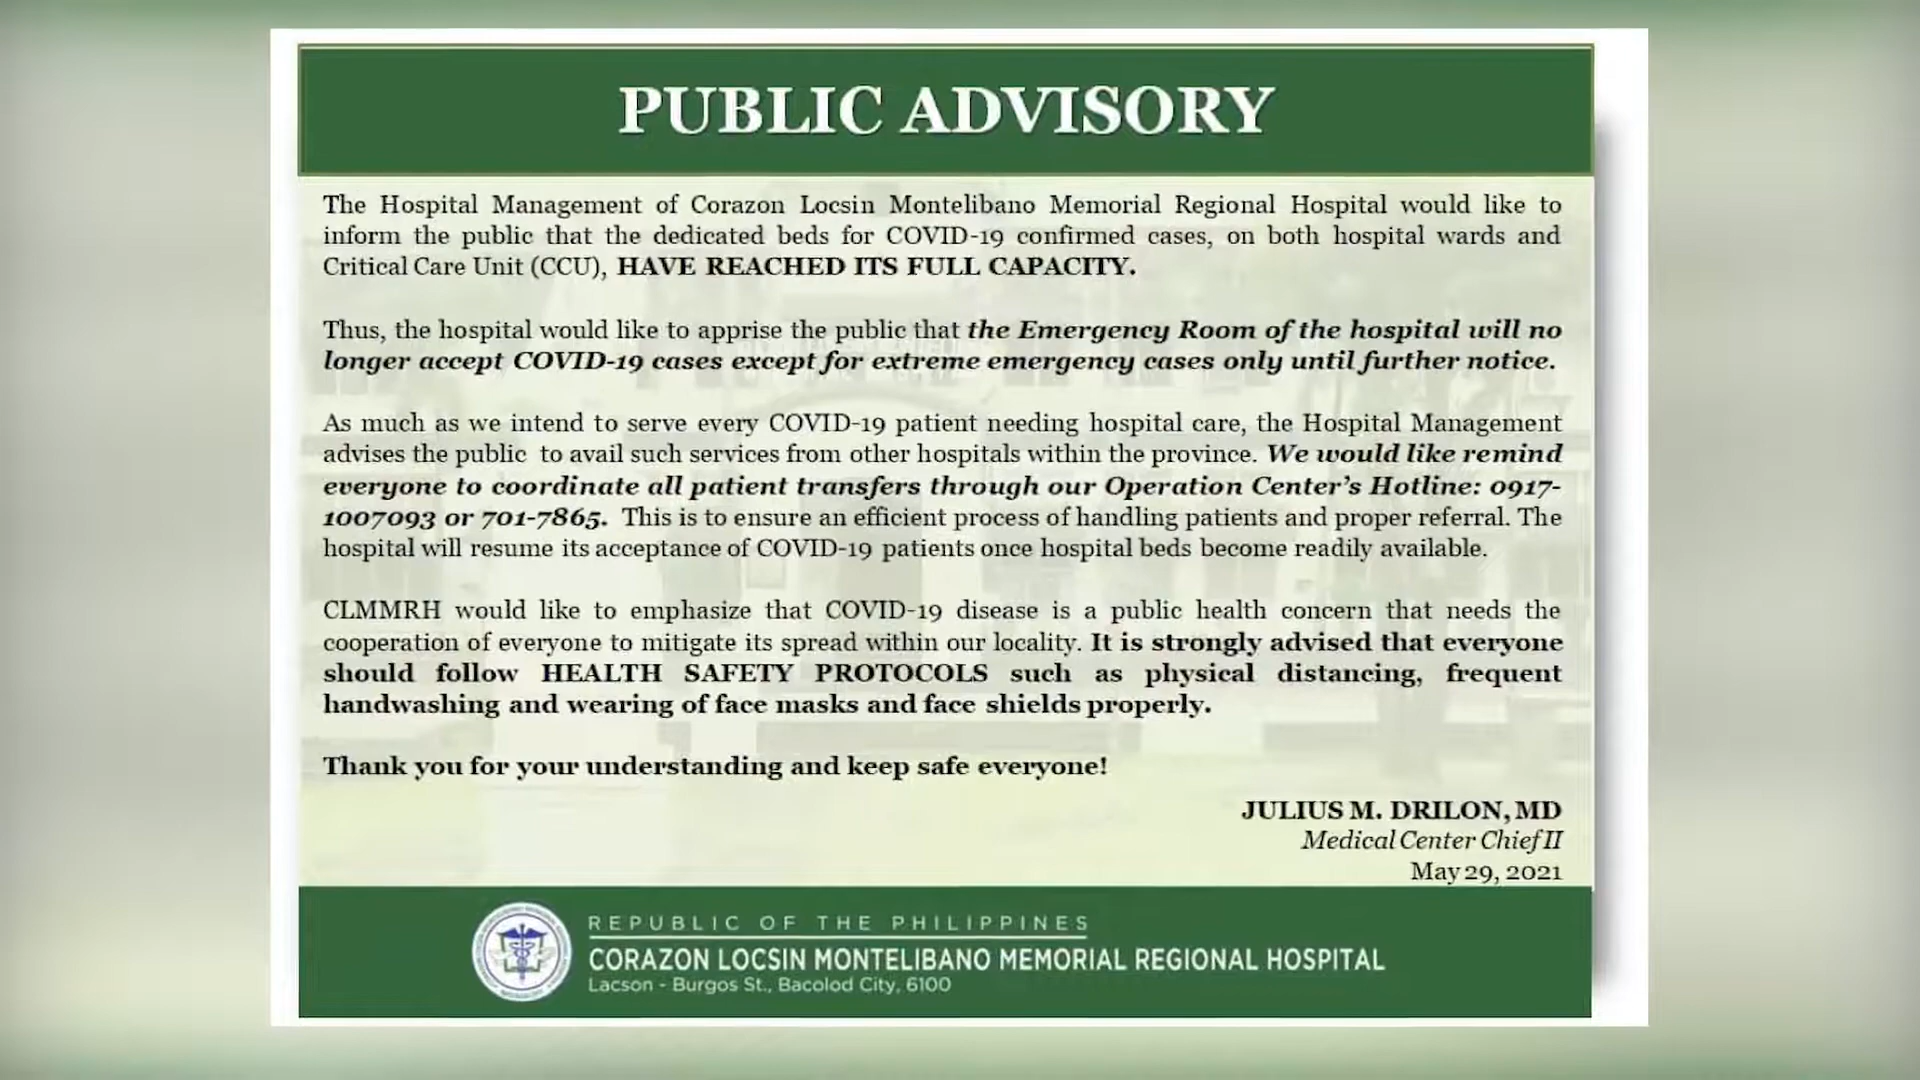 PUBLIC ADVISORY
The Hospital Management of Corazon Locsin Montelibano Memorial Regional Hospital would like to
inform the public that the dedicated beds for COVID-19 confirmed cases, on both hospital wards and
Critical Care Unit (CCU), HAVE REACHED ITS FULL CAPACITY.
Thus, the hospital would like to apprise the public that the Emergency Room of the hospital will no
longer accept COVID-19 cases except for extreme emergency cases only until further notice.
As much as we intend to serve every COVID-19 patient needing hospital care, the Hospital Management
advises the public to avail such services from other hospitals within the province. We would like remind
everyone to coordinate all patient transfers through our Operation Center's Hotline: 0917-
1007093 or 701-7865. This is to ensure an efficient process of handling patients and proper referral. The
hospital will resume its acceptance of COVID-19 patients once hospital beds become readily available.
CLMMRH would like to emphasize that COVID-19 disease is a public health concern that needs the
cooperation of everyone to mitigate its spread within our locality. It is strongly advised that everyone
should follow HEALTH SAFETY PROTOCOLS such as physical distancing, frequent
handwashing and wearing of face masks and face shields properly.
Thank you for your understanding and keep safe everyone!
JULIUS M. DRILON, MD
Medical Center Chief II
May 29, 2021
REPUBLIC OF THE PHILIPPINES
CORAZON LOCSIN MONTELIBANO MEMORIAL REGIONAL HOSPITAL
Lacson - Burgos St., Bacolod City, 6100